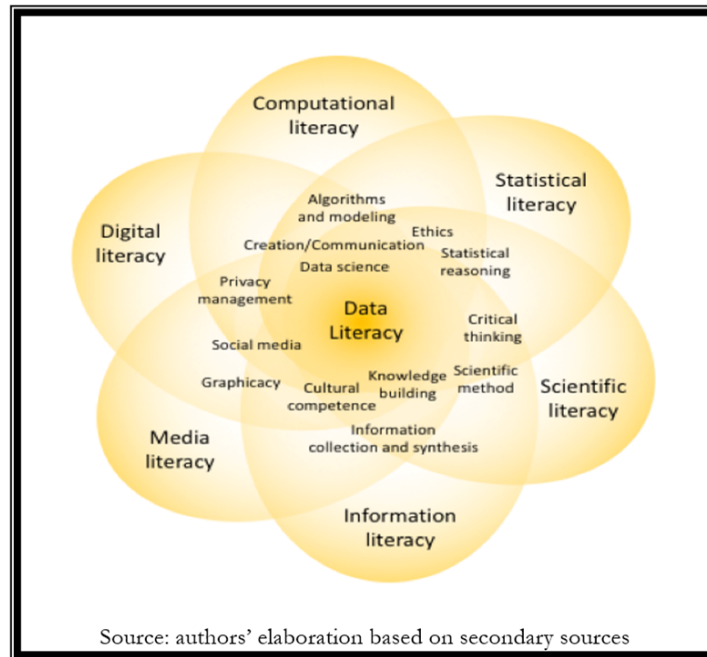 Computational
literacy
Statistical
literacy
Digital
literacy
Algorithms
and modeling
Ethics
Creation/Communication
Statistical
reasoning
Data science
Privacy
management
Data
Literacy
Critical
thinking
Social media
Graphicacy
Cultural
competence
Knowledge
building
Scientific
method
Scientific
literacy
Media
literacy
Information
collection and synthesis
Information
literacy
Source: authors’ elaboration based on secondary sources